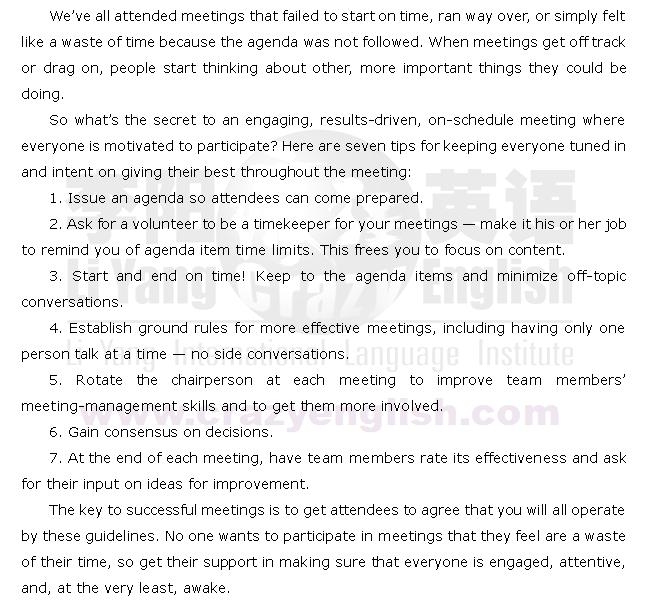 We've all attended meetings that failed to start on time, ran way over, or simply felt
like a waste of time because the agenda was not followed. When meetings get off track
or drag on, people start thinking about other, more important things they could be
doing.
So what's the secret to an engaging, results-driven, on-schedule meeting where
everyone is motivated to participate? Here are seven tips for keeping everyone tuned in
and intent on giving their best throughout the meeting:
1. Issue an agenda so attendees can come prepared.
2. Ask for a volunteer to be a timekeeper for your meetings — make it his or her job
to remind you of agenda item time limits. This frees you to focus on content.
3. Start and end on time! Keep to the agenda items and minimize off-topic
conversations.
4. Establish ground rules for more effective meetings, including having only one
person talk at a time — no side conversations.
5. Rotate the chairperson at each meeting to improve team members'
meeting-management skills and to get them more involved.
6. Gain consensus on decisions.
7. At the end of each meeting, have team members rate its effectiveness and ask
for their input on ideas for improvement.
The key to successful meetings is to get attendees to agree that you will all operate
by these guidelines. No one wants to participate in meetings that they feel are a waste
of their time, so get their support in making sure that everyone is engaged, attentive,
and, at the very least, awake.
李阳 Crazy 英语
Li Yang Crazy English
Li Yang International Language Institute
www.crazyenglish.com